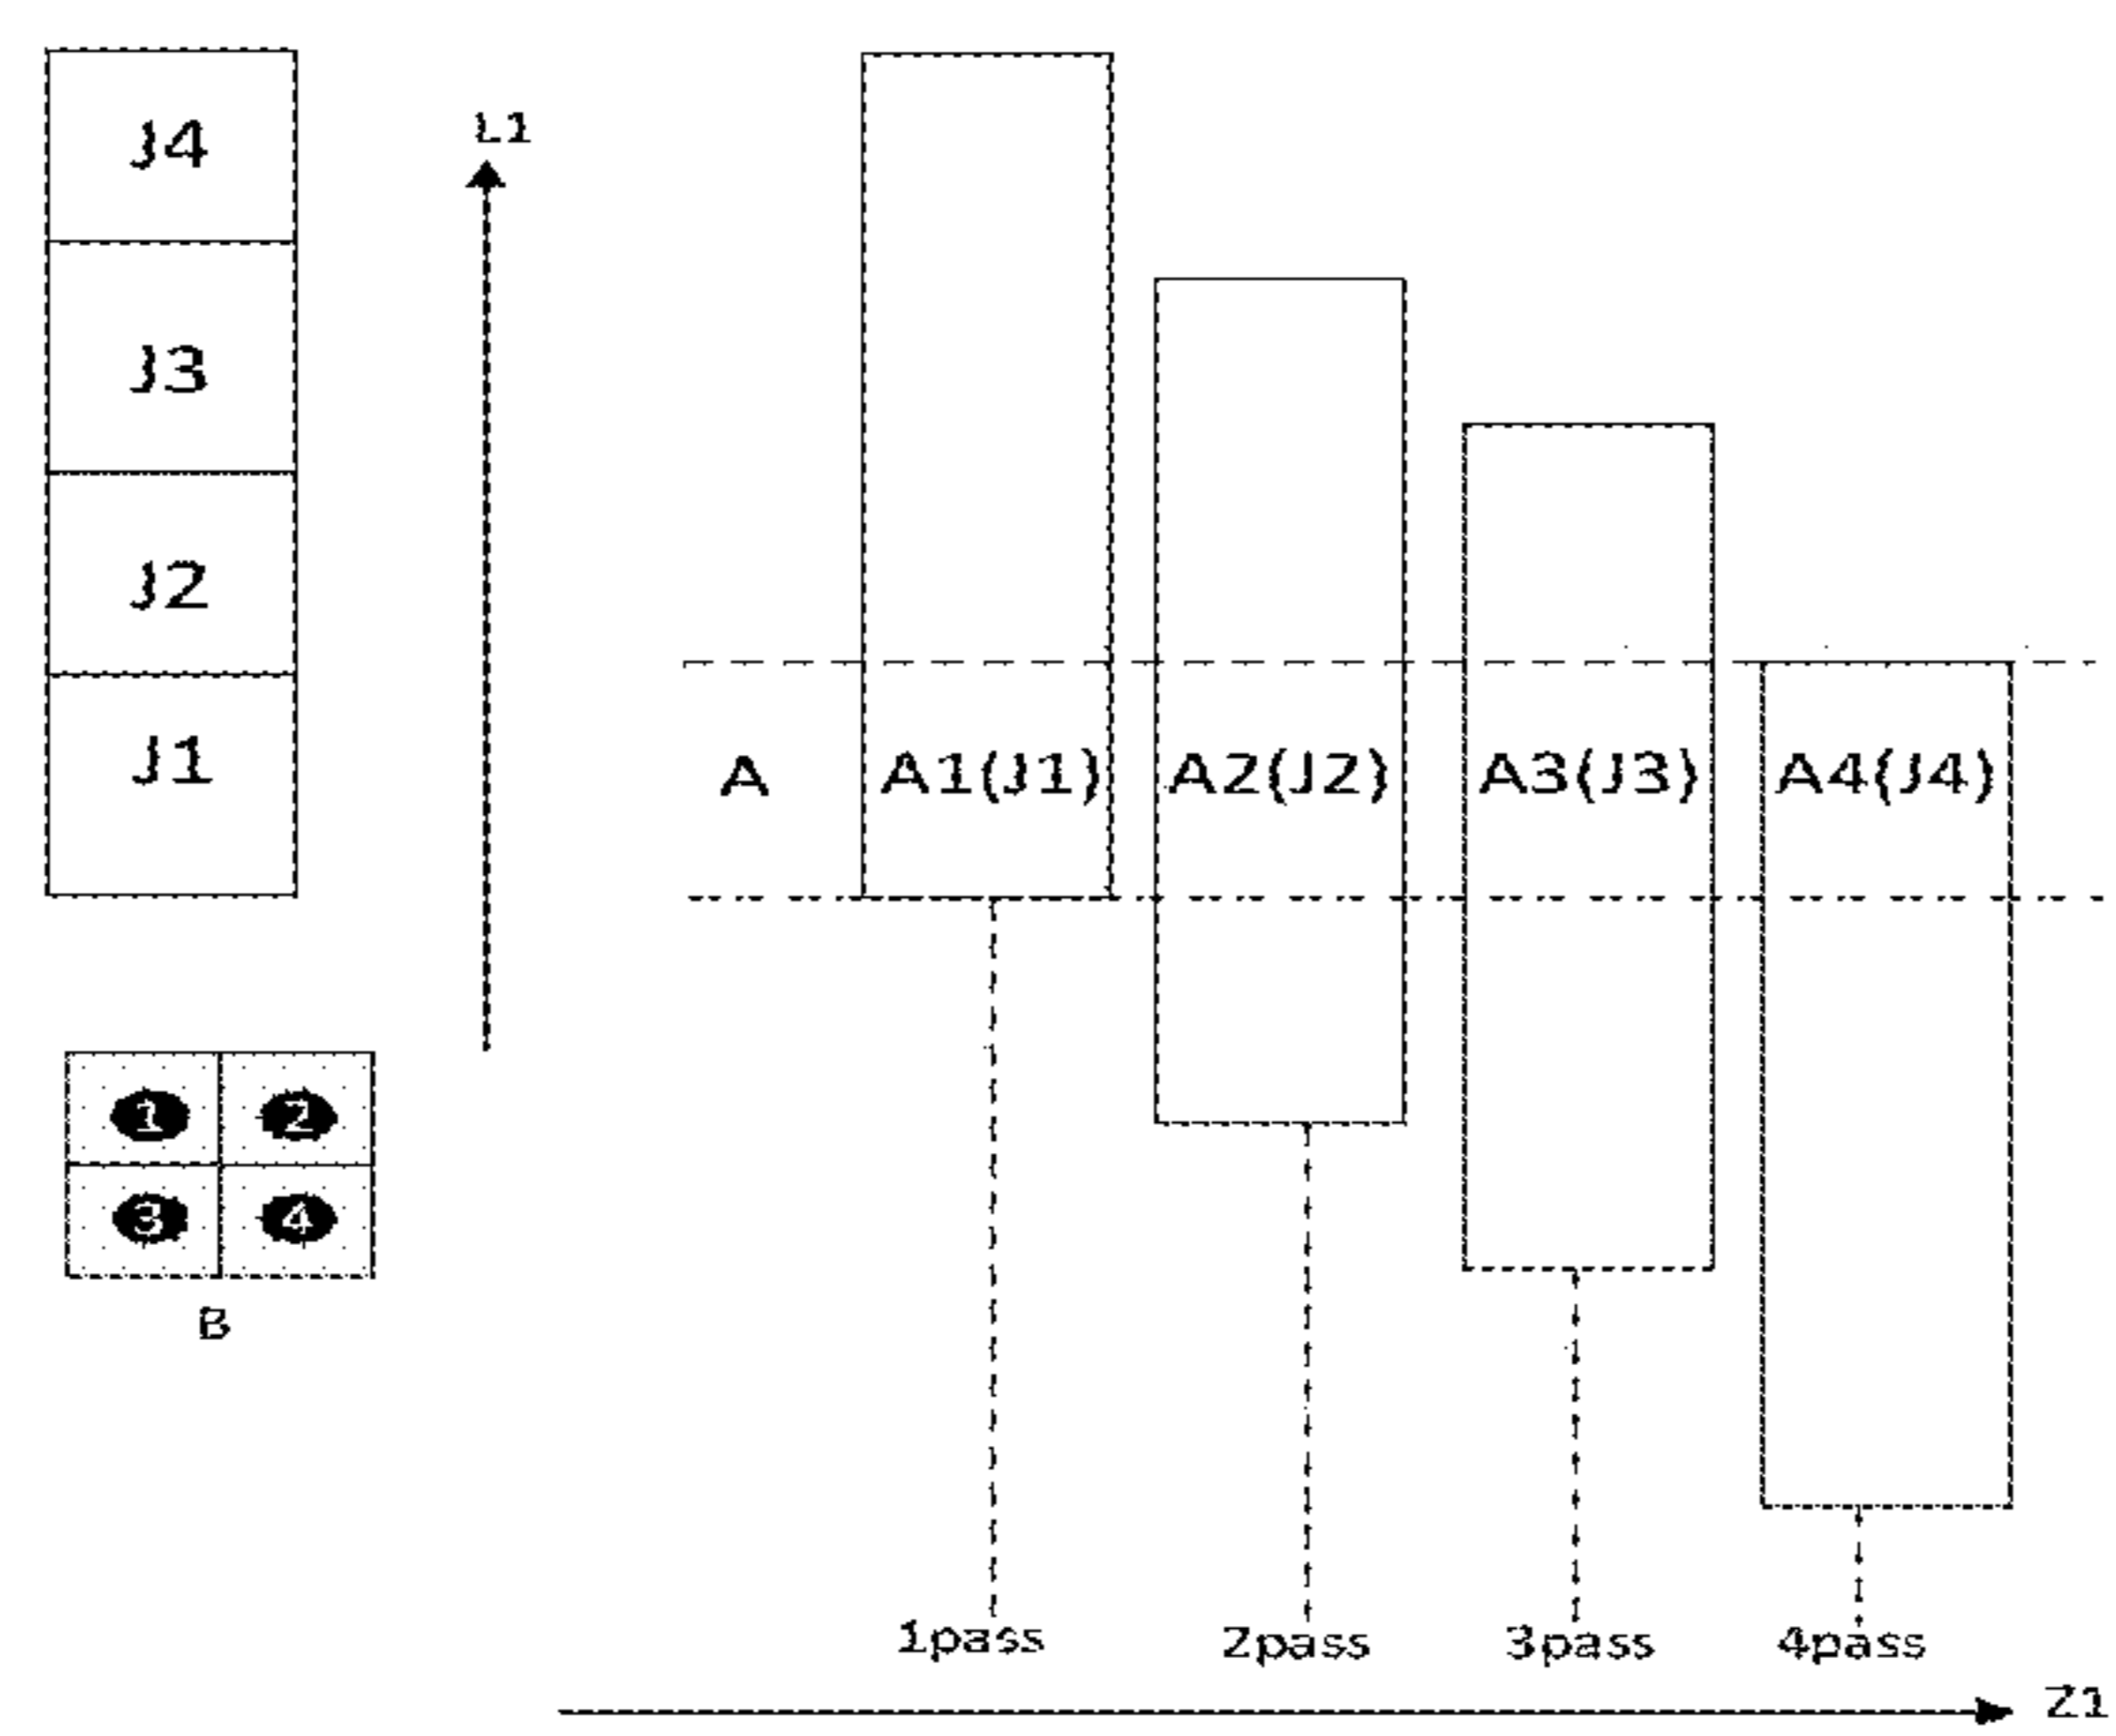 J4
J3
J2
J1
L1
A A1(J1) A2(J2) A3(J3) A4(J4)
1 2
3 4
B
1pass 2pass 3pass 4pass
Z1